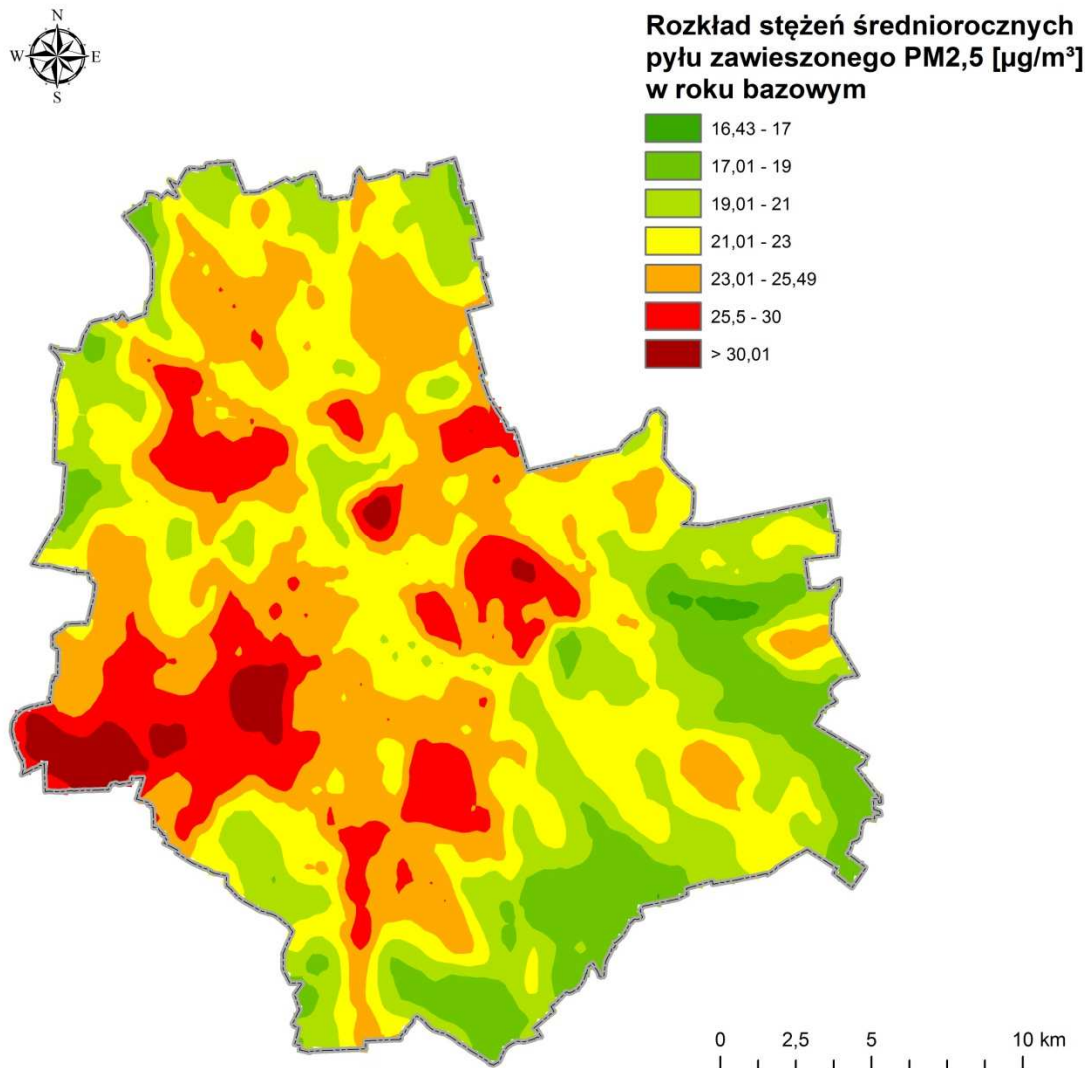 N
W E
S
Rozkład stężeń średniorocznych
pyłu zawieszonego PM2,5 [µg/m³]
w roku bazowym
16,43 - 17
17,01 - 19
19,01 - 21
21,01 - 23
23,01 - 25,49
25,5 - 30
> 30,01
0 2,5 5 10 km